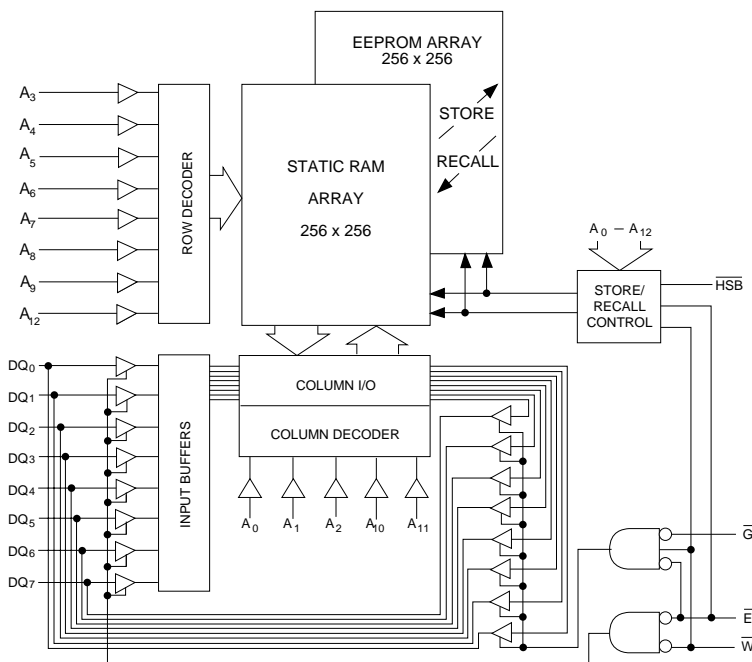 EEPROM ARRAY
256 x 256
STORE
RECALL
STATIC RAM
ARRAY
256 x 256
A3
A4
A5
A6
A7
A8
A9
A12
ROW DECODER
A0 – A12
STORE/
RECALL
CONTROL
HSB
DQ0
DQ1
DQ2
DQ3
DQ4
DQ5
DQ6
DQ7
INPUT BUFFERS
COLUMN I/O
COLUMN DECODER
A0
A1
A2
A10
A11
G
E
W